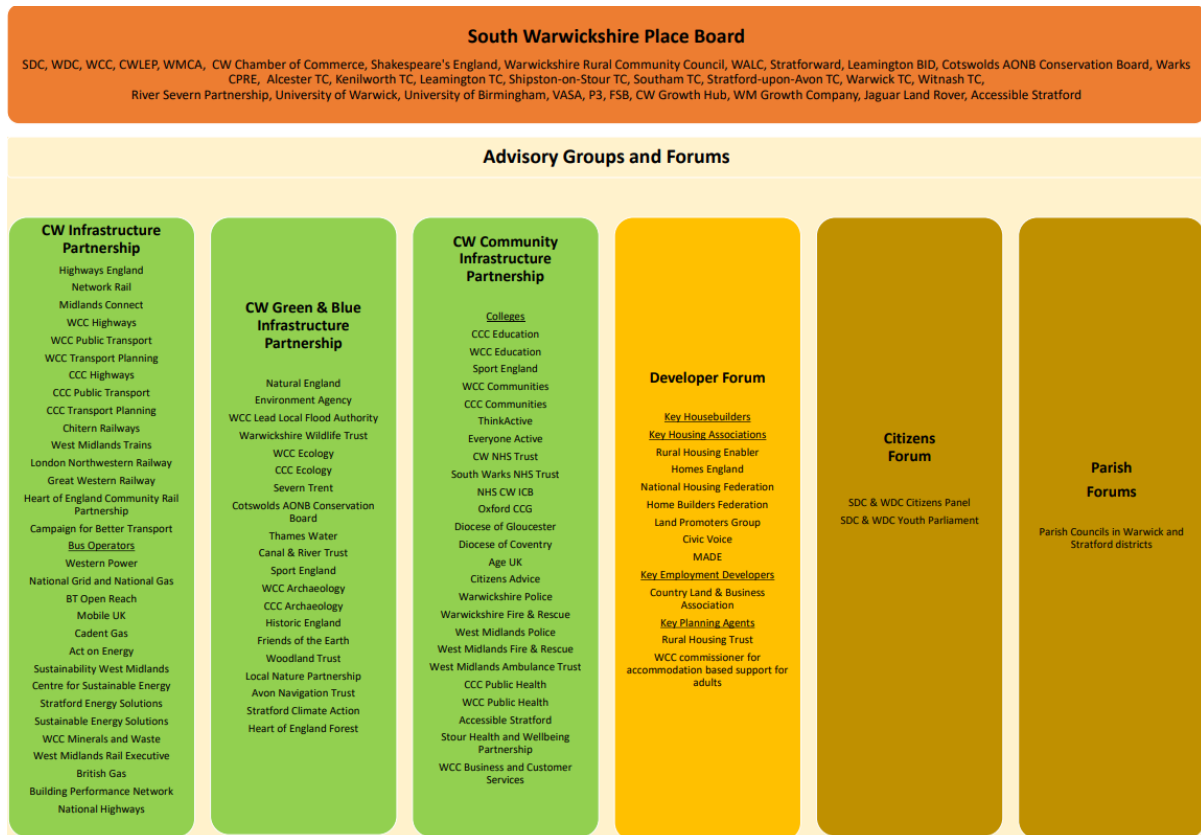 South Warwickshire Place Board
SDC, WDC, WCC, CWLEP, WMCA, CW Chamber of Commerce, Shakespeare's England, Warwickshire Rural Community Council, WALC, Stratforward, Leamington BID, Cotswolds AONB Conservation Board, Warks
CPRE, Alcester TC, Kenilworth TC, Leamington TC, Shipston-on-Stour TC, Southam TC, Stratford-upon-Avon TC, Warwick TC, Witnash TC,
River Severn Partnership, University of Warwick, University of Birmingham, VASA, P3, FSB, CW Growth Hub, WM Growth Company, Jaguar Land Rover, Accessible Stratford
Advisory Groups and Forums
CW Infrastructure
Partnership
Highways England
Network Rail
Midlands Connect
WCC Highways
WCC Public Transport
WCC Transport Planning
CCC Highways
CCC Public Transport
CCC Transport Planning
Chitern Railways
West Midlands Trains
London Northwestern Railway
Great Western Railway
Heart of England Community Rail
Partnership
Campaign for Better Transport
Bus Operators
Western Power
National Grid and National Gas
BT Open Reach
Mobile UK
Cadent Gas
Act on Energy
Sustainability West Midlands
Centre for Sustainable Energy
Stratford Energy Solutions
Sustainable Energy Solutions
WCC Minerals and Waste
West Midlands Rail Executive
British Gas
Building Performance Network
National Highways
CW Green & Blue
Infrastructure
Partnership
Natural England
Environment Agency
WCC Lead Local Flood Authority
Warwickshire Wildlife Trust
WCC Ecology
CCC Ecology
Severn Trent
Cotswolds AONB Conservation
Board
Thames Water
Canal & River Trust
Sport England
WCC Archaeology
CCC Archaeology
Historic England
Friends of the Earth
Woodland Trust
Local Nature Partnership
Avon Navigation Trust
Stratford Climate Action
Heart of England Forest
CW Community
Infrastructure
Partnership
Colleges
CCC Education
WCC Education
Sport England
WCC Communities
CCC Communities
ThinkActive
Everyone Active
CW NHS Trust
South Warks NHS Trust
NHS CW ICB
Oxford CCG
Diocese of Gloucester
Diocese of Coventry
Age UK
Citizens Advice
Warwickshire Police
Warwickshire Fire & Rescue
West Midlands Police
West Midlands Fire & Rescue
West Midlands Ambulance Trust
CCC Public Health
WCC Public Health
Accessible Stratford
Stour Health and Wellbeing
Partnership
WCC Business and Customer
Services
Developer Forum
Key Housebuilders
Key Housing Associations
Rural Housing Enabler
Homes England
National Housing Federation
Home Builders Federation
Land Promoters Group
Civic Voice
MADE
Key Employment Developers
Country Land & Business
Association
Key Planning Agents
Rural Housing Trust
WCC commissioner for
accommodation based support for
adults
Citizens
Forum
SDC & WDC Citizens Panel
SDC & WDC Youth Parliament
Parish
Forums
Parish Councils in Warwick and
Stratford districts